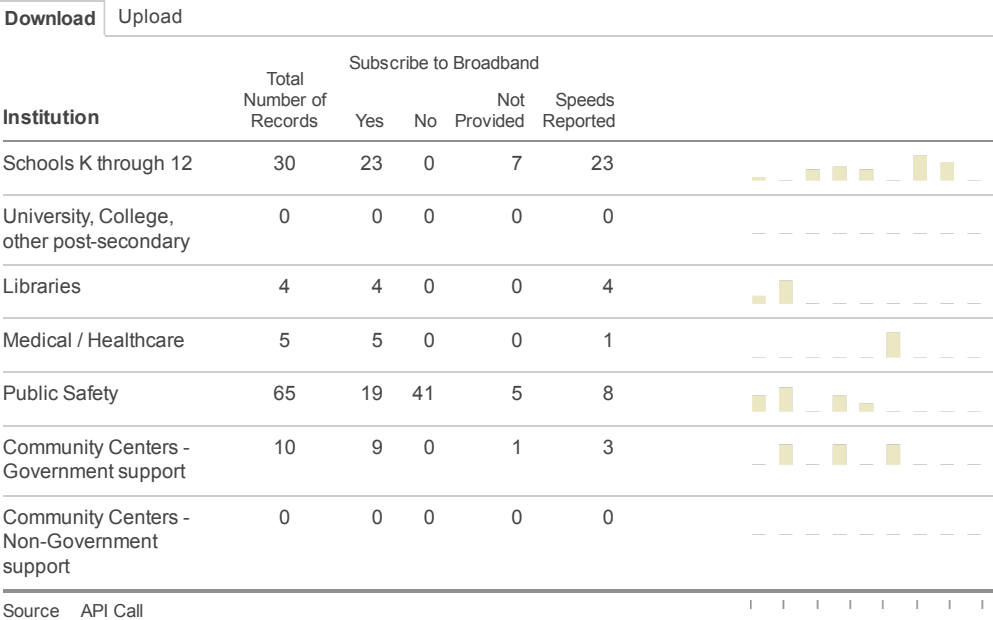 Download Upload
Subscribe to Broadband
Total
Number of Not Speeds
Institution Records Yes No Provided Reported
Schools K through 12 30 23 0 7 23
University, College, 0 0 0 0 0
other post-secondary
Libraries 4 4 0 0 4
Medical / Healthcare 5 5 0 0 1
Public Safety 65 19 41 5 8
Community Centers - 10 9 0 1 3
Government support
Community Centers - 0 0 0 0 0
Non-Government
support
Source API Call